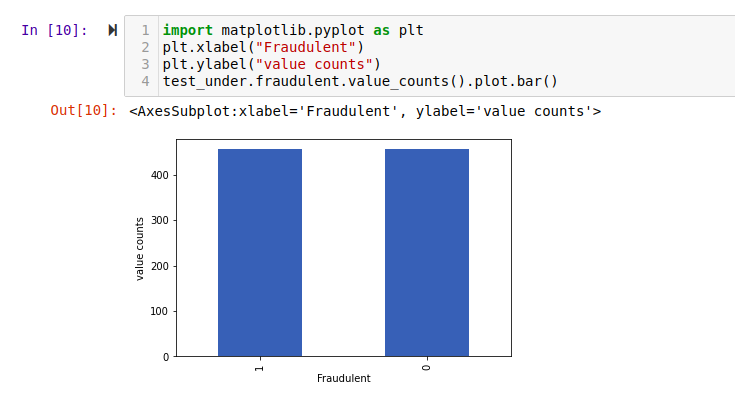 In [10]:
1 import matplotlib.pyplot as plt
2 plt.xlabel("Fraudulent")
3 plt.ylabel("value counts")
4 test_under.fraudulent.value_counts().plot.bar()
Out[10]: <AxesSubplot:xlabel='Fraudulent', ylabel='value counts'>
400
300
200
100
0
value counts
1 0
Fraudulent